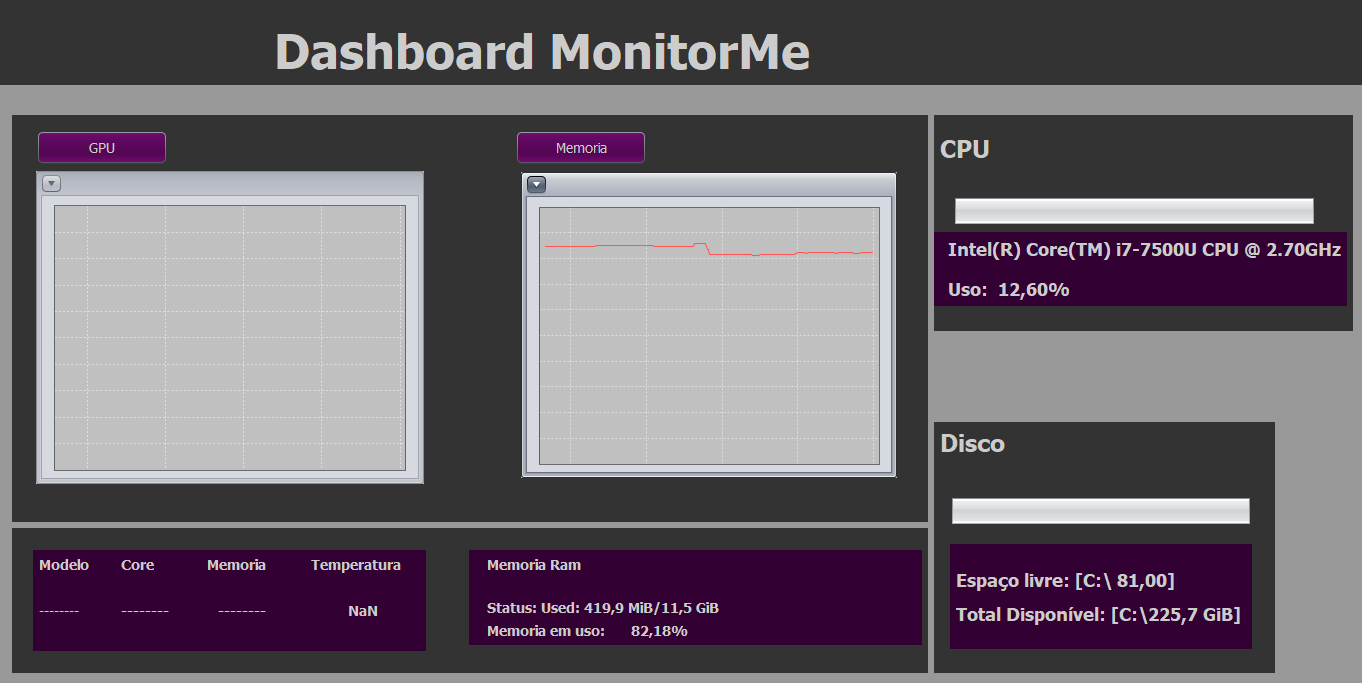 Dashboard MonitorMe
GPU
Memoria
CPU
Intel(R) Core(TM) i7-7500U CPU @ 2.70GHz
Uso: 12,60%
Disco
Espaço livre: [C:\ 81,00]
Total Disponível: [C:\225,7 GiB]
Modelo Core Memoria Temperatura
-------- -------- -------- NaN
Memoria Ram
Status: Used: 419,9 MiB/11,5 GiB
Memoria em uso: 82,18%